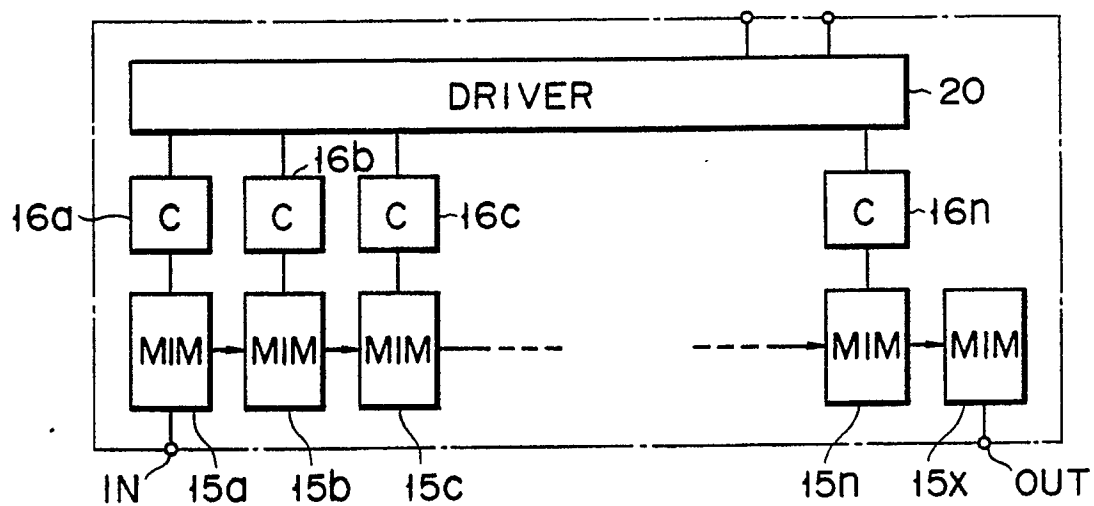 DRIVER
20
16a
C
16b
C
C
16c
C
16n
MIM
MIM
MIM
MIM
MIM
IN
15a
15b
15c
15n
15x
OUT